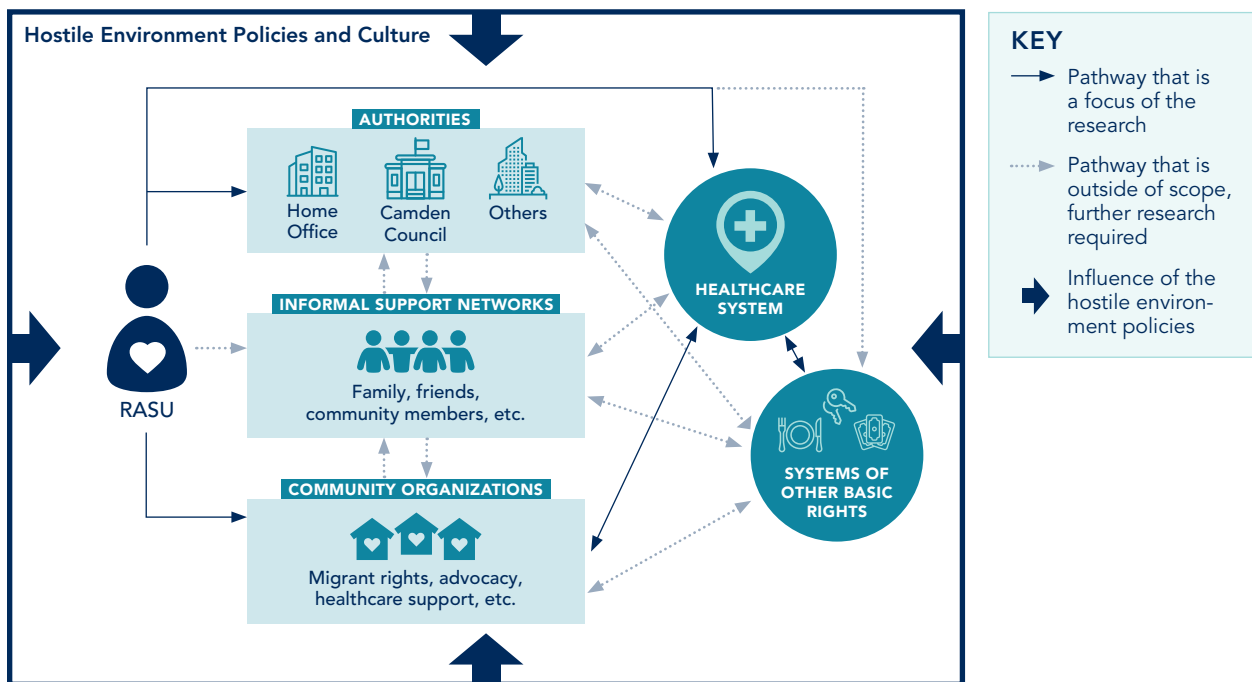 Hostile Environment Policies and Culture
AUTHORITIES
Home
Office
Camden
Council
Others
INFORMAL SUPPORT NETWORKS
Family, friends,
community members, etc.
COMMUNITY ORGANIZATIONS
Migrant rights, advocacy,
healthcare support, etc.
RASU
HEALTHCARE
SYSTEM
SYSTEMS OF
OTHER BASIC
RIGHTS
KEY
Pathway that is
a focus of the
research
Pathway that is
outside of scope,
further research
required
Influence of the
hostile environ-
ment policies